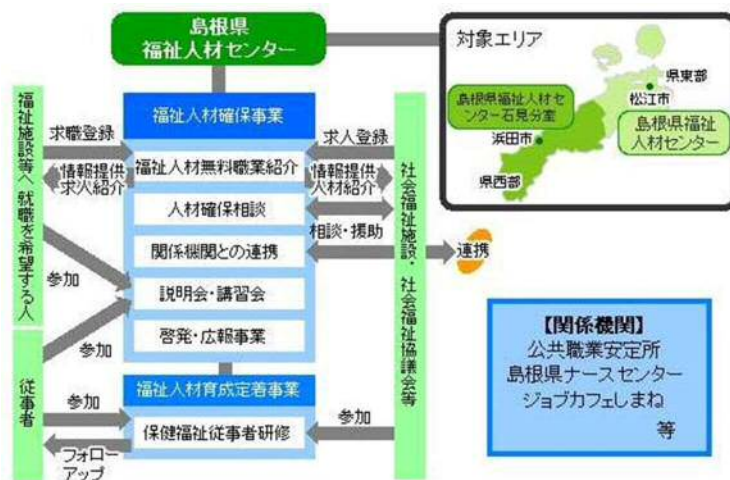 島根県
福祉人材センター
対象エリア
県東部
松江市
島根県福祉人材セ
ンター石見分室
浜田市
島根県福祉
人材センター
県西部
福祉施設等へ就職を希望する人
従事者
求職登録
情報提供
求人紹介
参加
参加
参加
フォロー
アップ
福祉人材確保事業
福祉人材無料職業紹介
人材確保相談
関係機関との連携
説明会・講習会
啓発・広報事業
福祉人材育成定着事業
保健福祉従事者研修
求人登録
情報提供
人材紹介
相談・援助
参加
社会福祉施設・社会福祉協議会等
連携
【関係機関】
公共職業安定所
島根県ナースセンター
ジョブカフェしまね
等